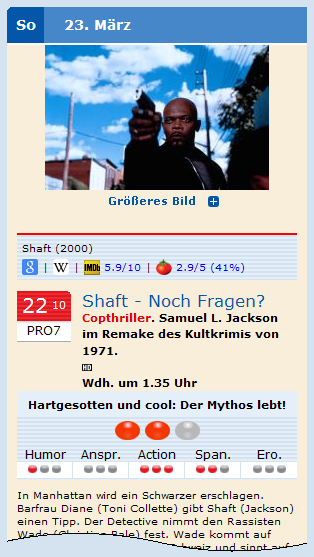 So 23. März
Größeres Bild
Shaft (2000)
g | W | IMDb 5.9/10 | 2.9/5 (41%)
22 10
PRO7
Shaft - Noch Fragen?
Copthriller. Samuel L. Jackson
im Remake des Kultkrimis von
1971.
Wdh. um 1.35 Uhr
Hartgesotten und cool: Der Mythos lebt!
Humor Anspr. Action Span. Ero.
In Manhattan wird ein Schwarzer erschlagen.
Barfrau Diane (Toni Collette) gibt Shaft (Jackson)
einen Tipp. Der Detective nimmt den Rassisten
Wade (Christian Bale) fest. Wade kommt auf